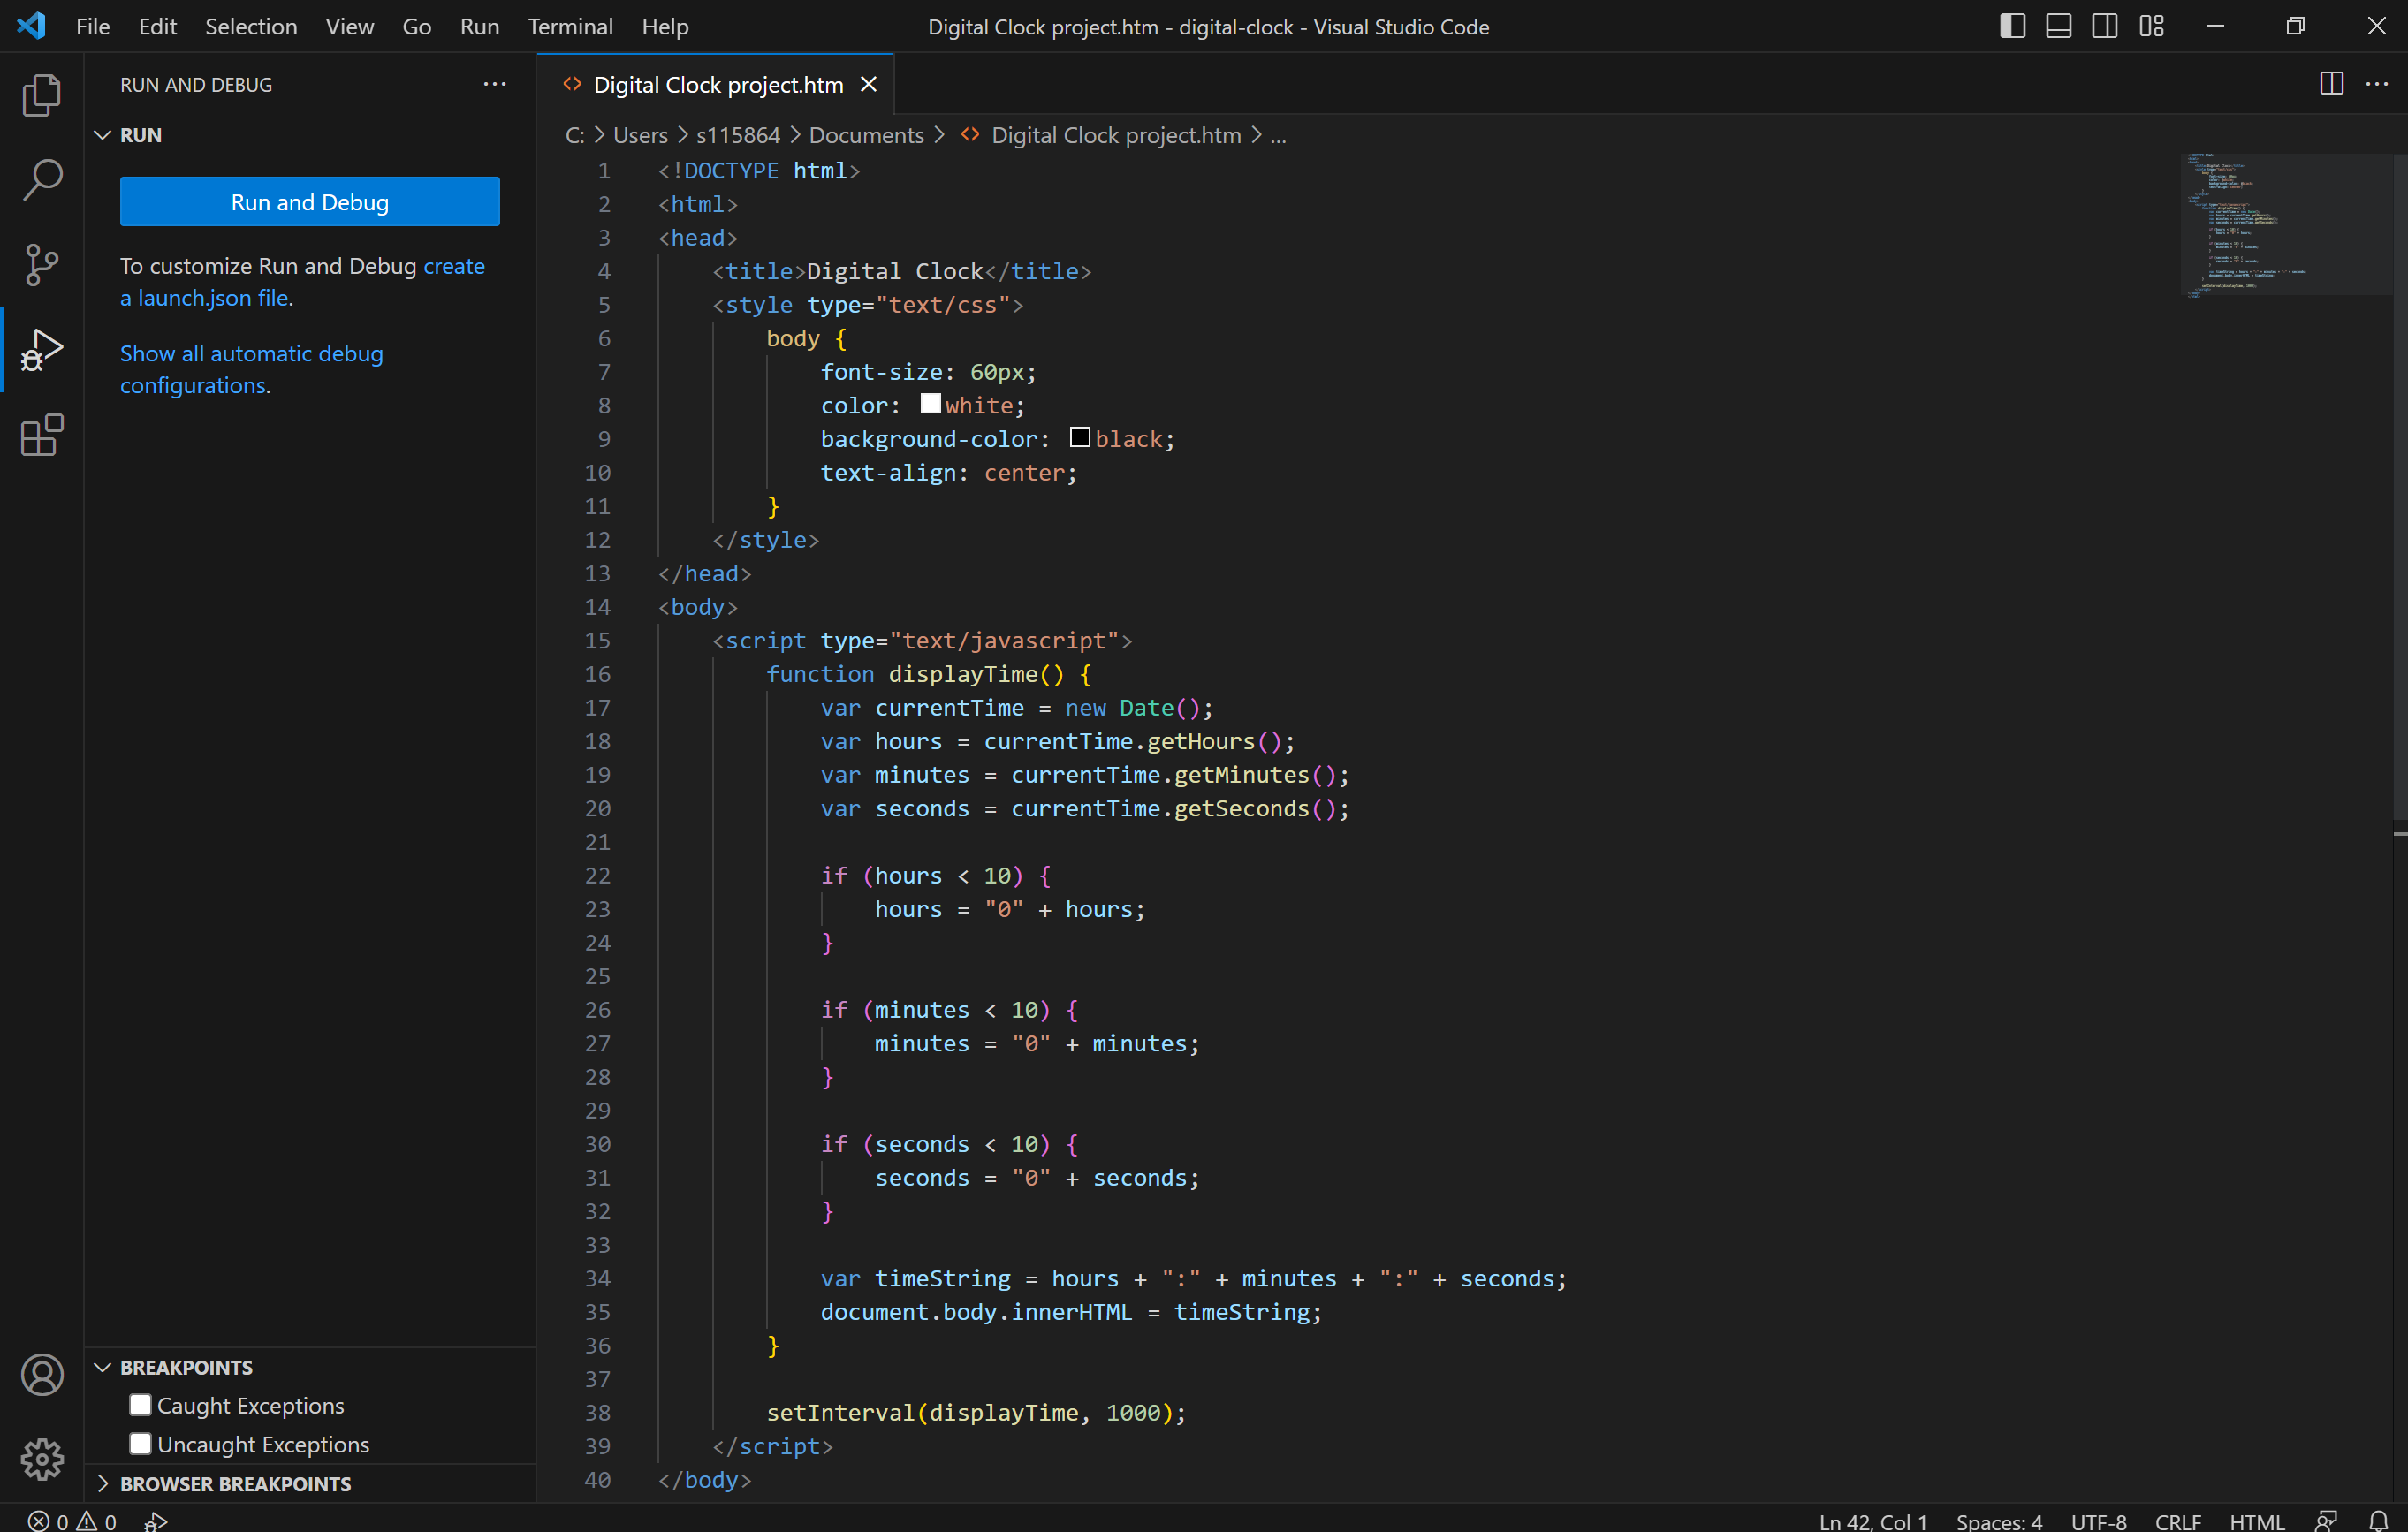 File Edit Selection View Go Run Terminal Help
Digital Clock project.htm - digital-clock - Visual Studio Code
RUN AND DEBUG
RUN
Run and Debug
To customize Run and Debug create
a launch.json file.
Show all automatic debug
configurations.
BREAKPOINTS
Caught Exceptions
Uncaught Exceptions
BROWSER BREAKPOINTS
Digital Clock project.htm
C: > Users > s115864 > Documents > <> Digital Clock project.htm > ...
1 <!DOCTYPE html>
2 <html>
3 <head>
4     <title>Digital Clock</title>
5     <style type="text/css">
6         body {
7             font-size: 60px;
8             color: white;
9             background-color: black;
10             text-align: center;
11         }
12     </style>
13 </head>
14 <body>
15     <script type="text/javascript">
16         function displayTime() {
17             var currentTime = new Date();
18             var hours = currentTime.getHours();
19             var minutes = currentTime.getMinutes();
20             var seconds = currentTime.getSeconds();
21
22             if (hours < 10) {
23                 hours = "0" + hours;
24             }
25
26             if (minutes < 10) {
27                 minutes = "0" + minutes;
28             }
29
30             if (seconds < 10) {
31                 seconds = "0" + seconds;
32             }
33
34             var timeString = hours + ":" + minutes + ":" + seconds;
35             document.body.innerHTML = timeString;
36         }
37
38         setInterval(displayTime, 1000);
39     </script>
40 </body>
0 0
Ln 42, Col 1 Spaces: 4 UTF-8 CRLF HTML